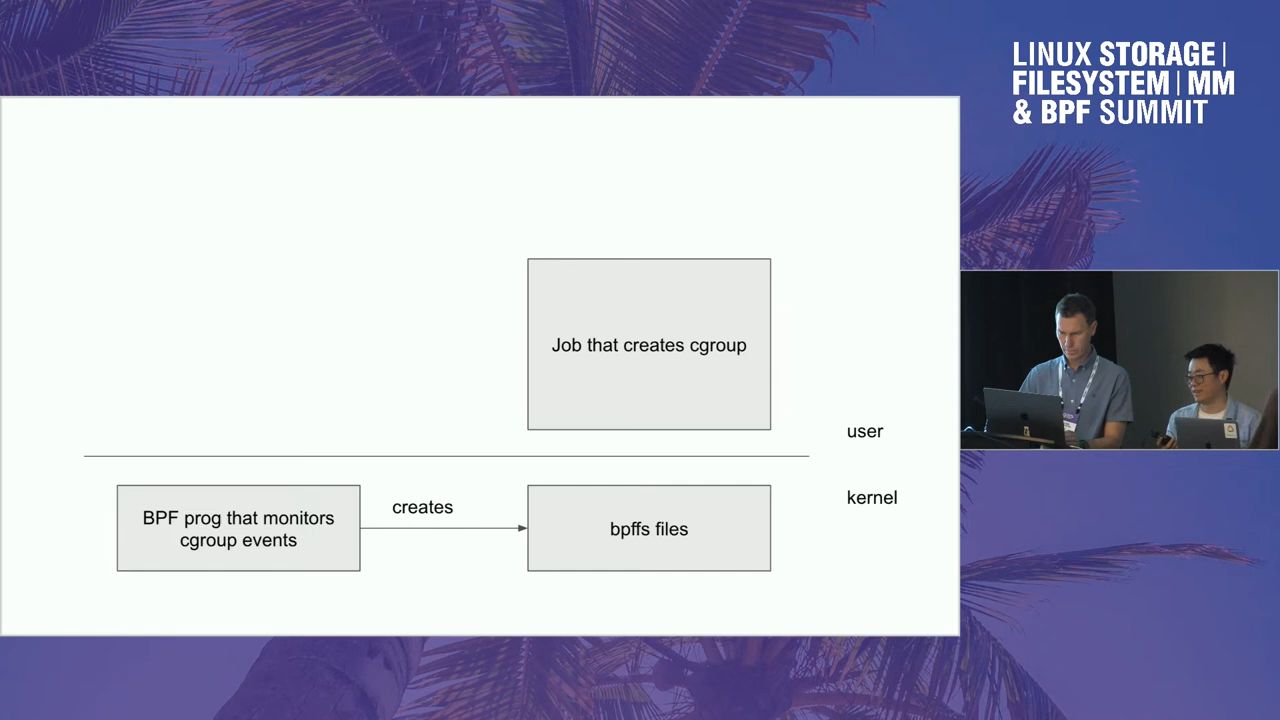 LINUX STORAGE |
FILESYSTEM | MM
& BPF SUMMIT
Job that creates cgroup
user
kernel
BPF prog that monitors
cgroup events
creates
bpffs files